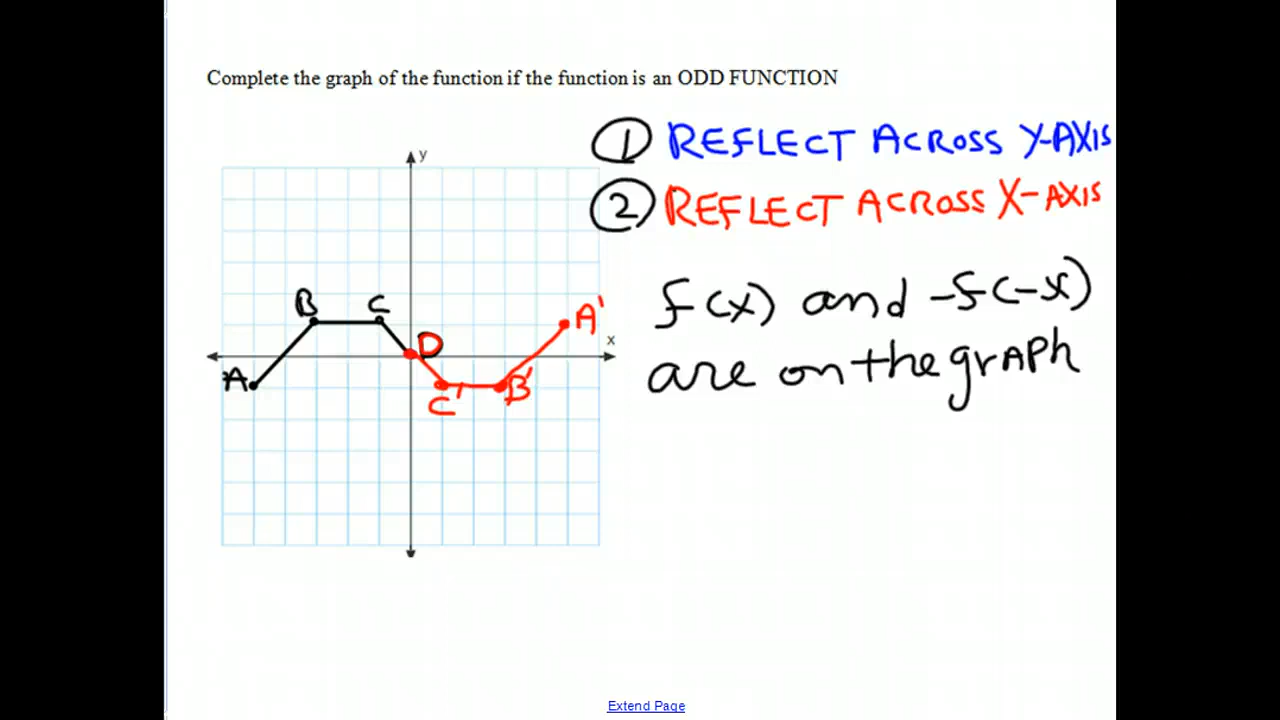 Complete the graph of the function if the function is an ODD FUNCTION
1 REFLECT ACROSS Y-AXIS
2 REFLECT ACROSS X-AXIS
y
f(x) and -f(-x)
B C
A'
x
D
are on the graph
A
C' B'
Extend Page